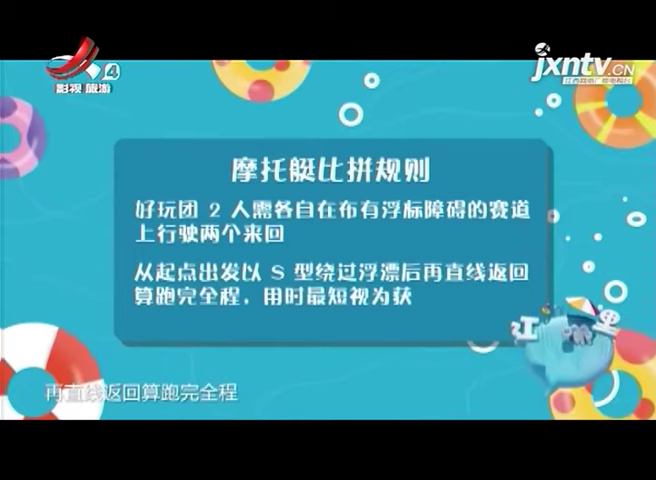 4
影视 旅游
jxntv.CN
江西网络广播电视台
摩托艇比拼规则
好玩团 2 人需各自在布有浮标障碍的赛道
上行驶两个来回
从起点出发以 S 型绕过浮漂后再直线返回
算跑完全程，用时最短视为获
江
里
再直线返回算跑完全程